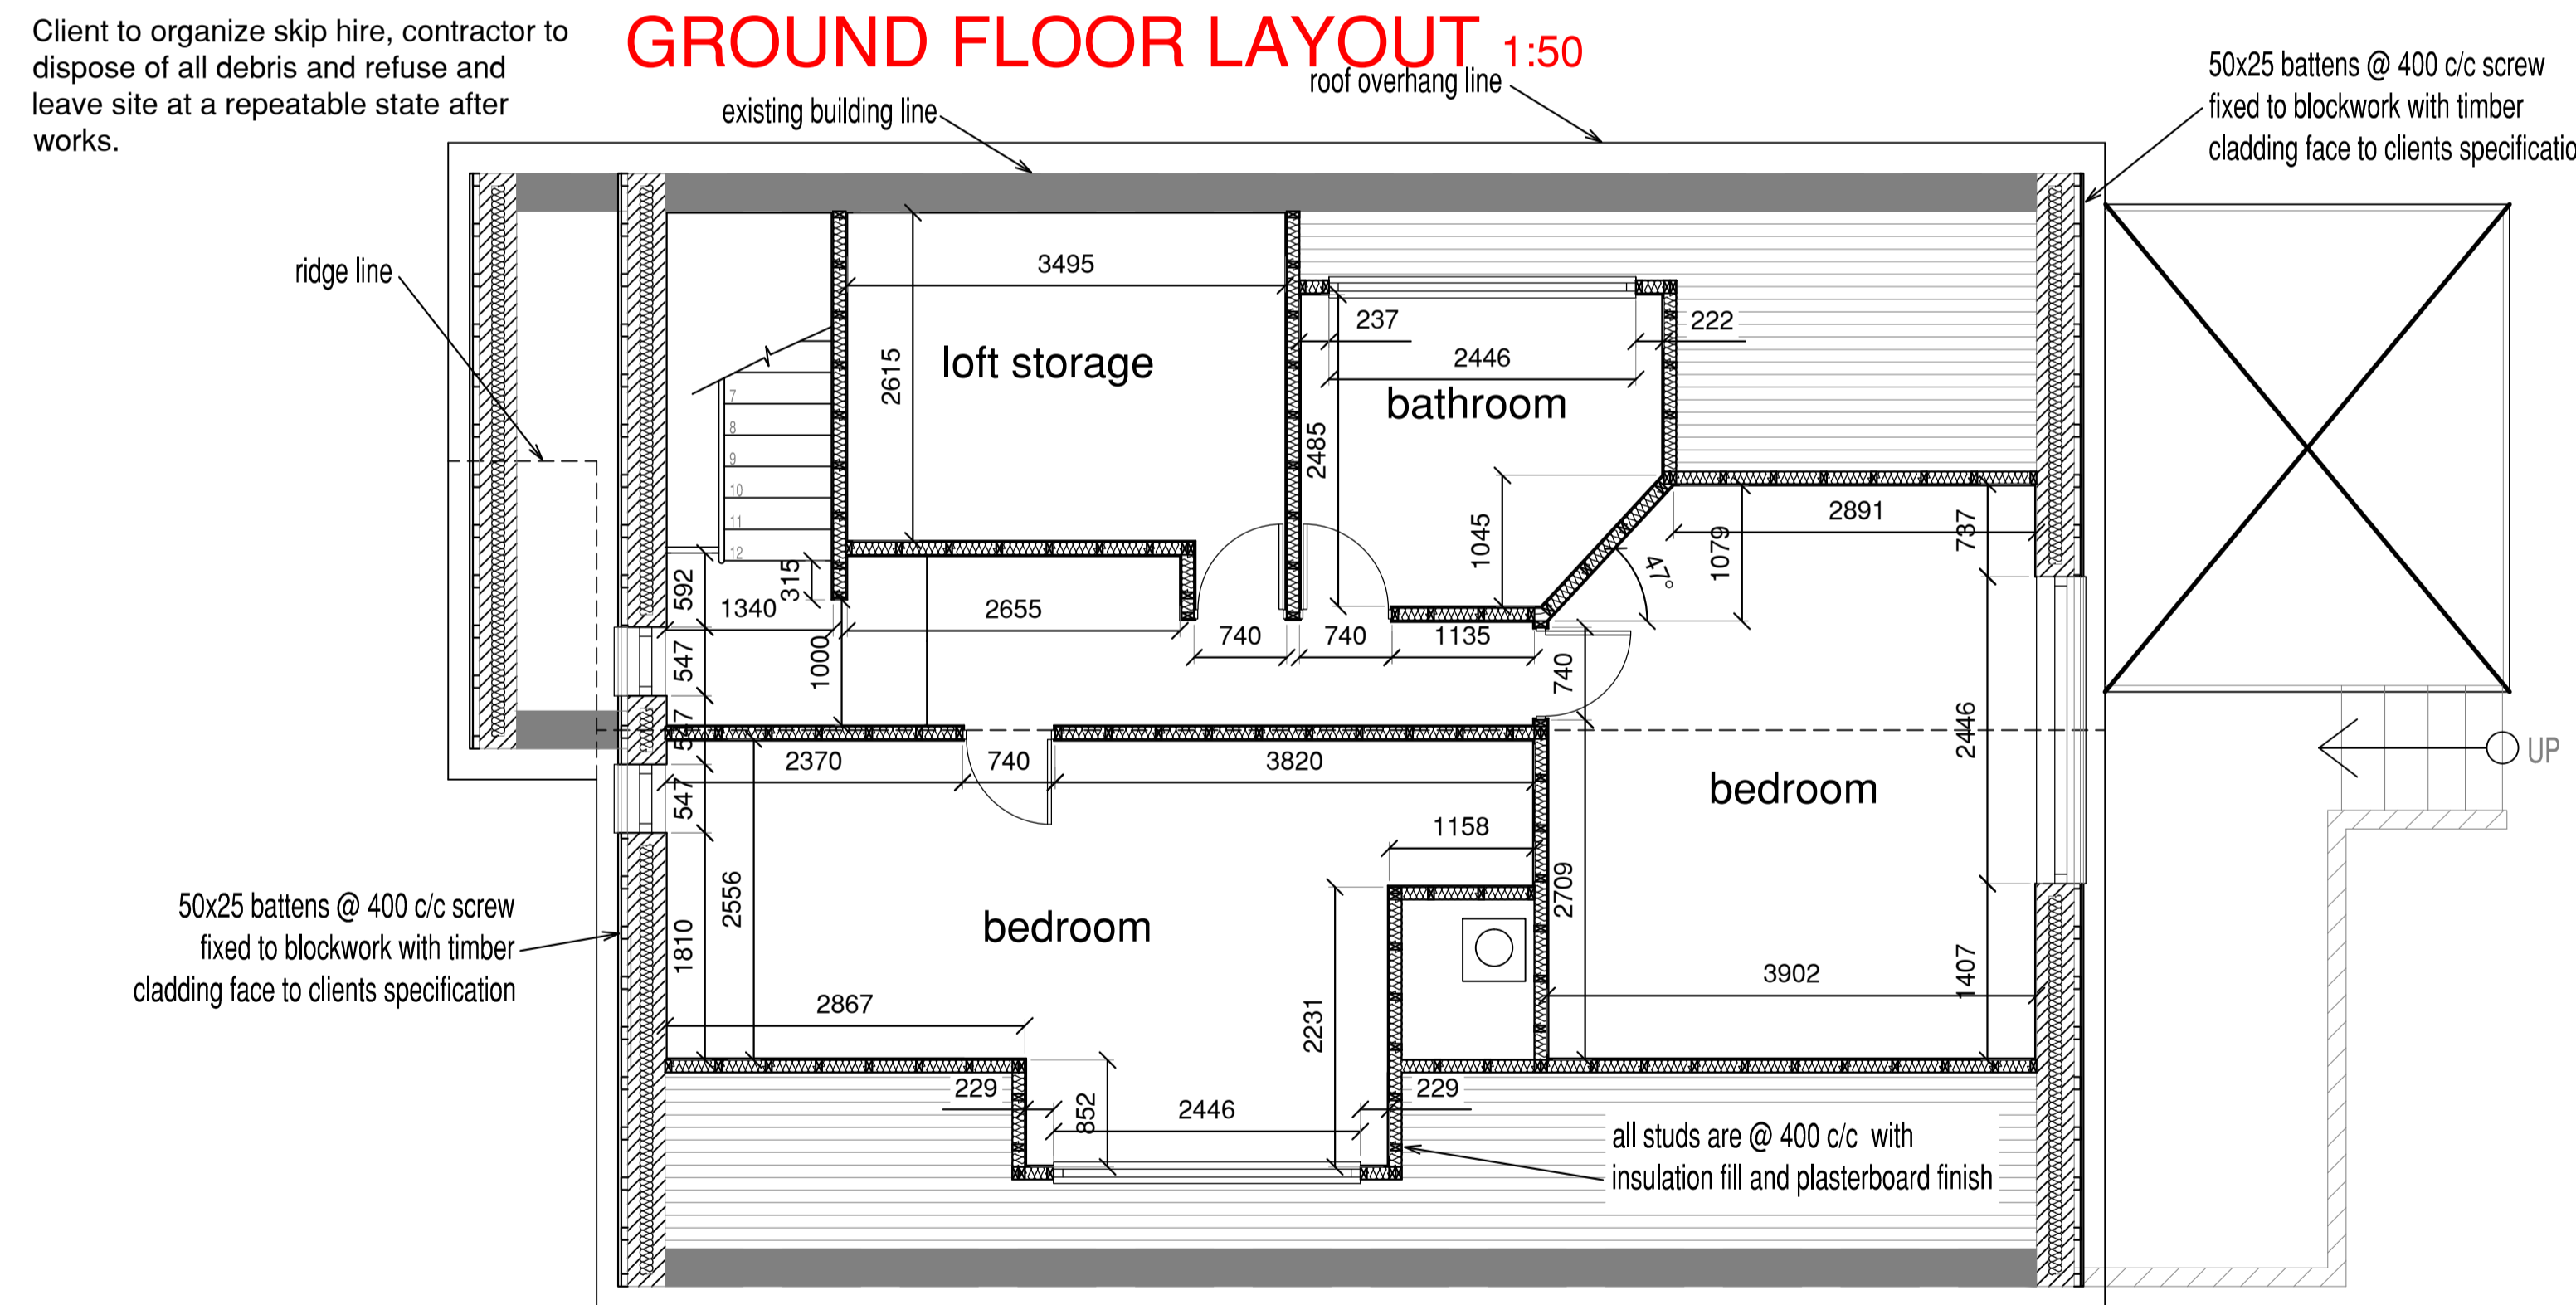 Client to organize skip hire, contractor to
dispose of all debris and refuse and
leave site at a repeatable state after
works.
GROUND FLOOR LAYOUT 1:50
roof overhang line
existing building line
50x25 battens @ 400 c/c screw
fixed to blockwork with timber
cladding face to clients specificatio
ridge line
3495
2615
loft storage
237
222
2446
bathroom
2485
1045
7
8
9
10
11
12
2891
737
1079
47°
592
1340
315
2655
740
740
1135
547
1000
740
547
2370
740
3820
547
2446
bedroom
UP
1158
50x25 battens @ 400 c/c screw
fixed to blockwork with timber
cladding face to clients specification
2556
1810
bedroom
2709
2867
2231
3902
1407
229
852
2446
229
all studs are @ 400 c/c with
insulation fill and plasterboard finish